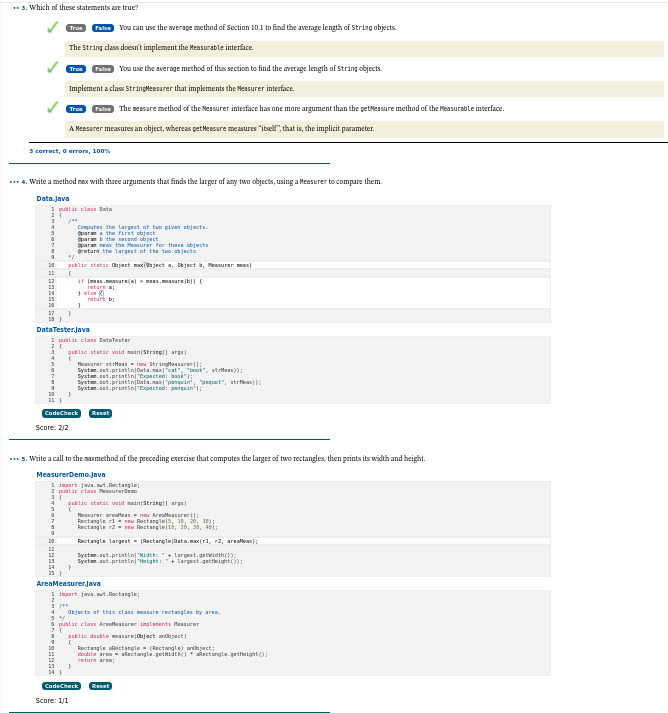 ••• 3. Which of these statements are true?
True False You can use the average method of Section 10.1 to find the average length of String objects.
The String class doesn't implement the Measurable interface.
True False You use the average method of this section to find the average length of String objects.
Implement a class StringMeasurer that implements the Measurer interface.
True False The measure method of the Measurer interface has one more argument than the getMeasure method of the Measurable interface.
A Measurer measures an object, whereas getMeasure measures "itself", that is, the implicit parameter.
3 correct, 0 errors, 100%
••• 4. Write a method max with three arguments that finds the larger of any two objects, using a Measurer to compare them.
Data.java
1 public class Data
2 {
3 /**
4 Computes the largest of two given objects.
5 @param a the first object
6 @param b the second object
7 @param meas the Measurer for these objects
8 @return the largest of the two objects
9 */
10 public static Object max(Object a, Object b, Measurer meas)
11 {
12 if (meas.measure(a) > meas.measure(b)) {
13 return a;
14 } else {
15 return b;
16 }
17 }
18 }
DataTester.java
1 public class DataTester
2 {
3 public static void main(String[] args)
4 {
5 Measurer strMeas = new StringMeasurer();
6 System.out.println(Data.max("cat", "book", strMeas));
7 System.out.println("Expected: book");
8 System.out.println(Data.max("penquin", "pequot", strMeas));
9 System.out.println("Expected: penquin");
10 }
11 }
CodeCheck Reset
Score: 2/2
••• 5. Write a call to the max method of the preceding exercise that computes the larger of two rectangles, then prints its width and height.
MeasurerDemo.java
1 import java.awt.Rectangle;
2 public class MeasurerDemo
3 {
4 public static void main(String[] args)
5 {
6 Measurer areaMeas = new AreaMeasurer();
7 Rectangle r1 = new Rectangle(5, 10, 20, 30);
8 Rectangle r2 = new Rectangle(10, 20, 30, 40);
9
10 Rectangle largest = (Rectangle)Data.max(r1, r2, areaMeas);
11
12 System.out.println("Width: " + largest.getWidth());
13 System.out.println("Height: " + largest.getHeight());
14 }
15 }
AreaMeasurer.java
1 import java.awt.Rectangle;
2
3 /**
4 Objects of this class measure rectangles by area.
5 */
6 public class AreaMeasurer implements Measurer
7 {
8 public double measure(Object anObject)
9 {
10 Rectangle aRectangle = (Rectangle) anObject;
11 double area = aRectangle.getWidth() * aRectangle.getHeight();
12 return area;
13 }
14 }
CodeCheck Reset
Score: 1/1